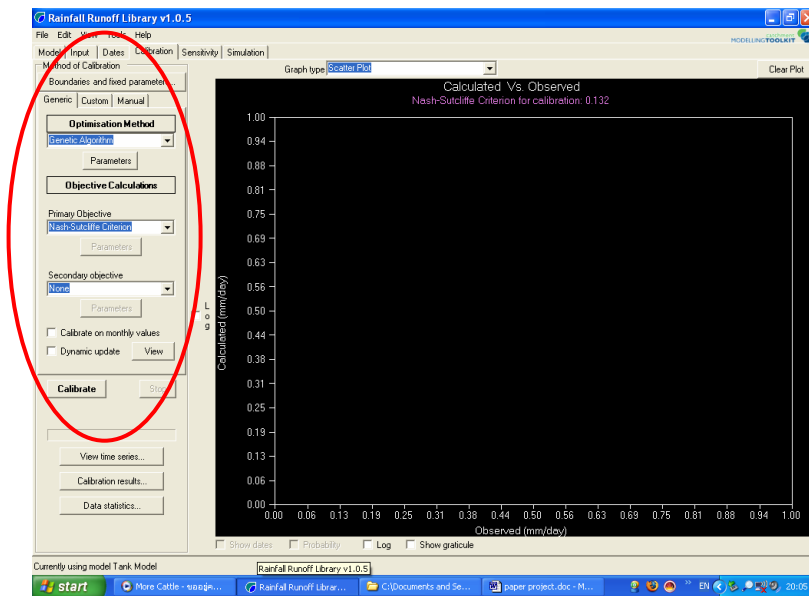 Rainfall Runoff Library v1.0.5
File Edit View Tools Help
MODELLINGTOOLKIT
Model Input Dates Calibration Sensitivity Simulation
Method of Calibration
Graph type Scatter Plot
Clear Plot
Boundaries and fixed parameter...
Generic Custom Manual
Optimisation Method
Genetic Algorithm
Parameters
Objective Calculations
Primary Objective
Nash-Sutcliffe Criterion
Parameters
Secondary objective
None
Parameters
Calibrate on monthly values
Dynamic update View
Calibrate Stop
View time series...
Calibration results...
Data statistics...
Log
Calculated Vs. Observed
Nash-Sutcliffe Criterion for calibration: 0.132
Calculated (mm/day)
1.00
0.94
0.88
0.81
0.75
0.69
0.63
0.56
0.50
0.44
0.38
0.31
0.25
0.19
0.13
0.06
0.00
0.00 0.06 0.13 0.19 0.25 0.31 0.38 0.44 0.50 0.56 0.63 0.69 0.75 0.81 0.88 0.94 1.00
Observed (mm/day)
Show dates Probability Log Show graticule
Currently using model Tank Model
Rainfall Runoff Library v1.0.5
start More Cattle - Rainfall Runoff Librar... C:\Documents and Se... paper project.doc - M... EN 20:05